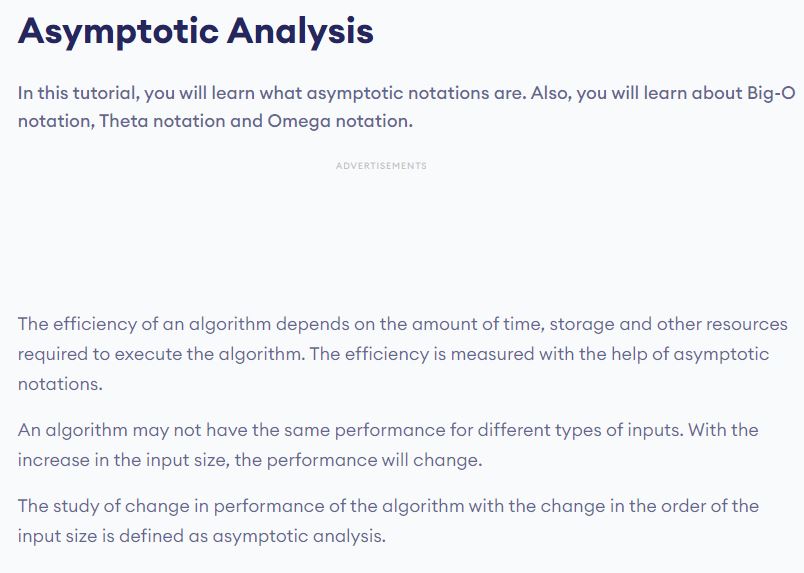 Asymptotic Analysis
In this tutorial, you will learn what asymptotic notations are. Also, you will learn about Big-O
notation, Theta notation and Omega notation.
ADVERTISEMENTS
The efficiency of an algorithm depends on the amount of time, storage and other resources
required to execute the algorithm. The efficiency is measured with the help of asymptotic
notations.
An algorithm may not have the same performance for different types of inputs. With the
increase in the input size, the performance will change.
The study of change in performance of the algorithm with the change in the order of the
input size is defined as asymptotic analysis.